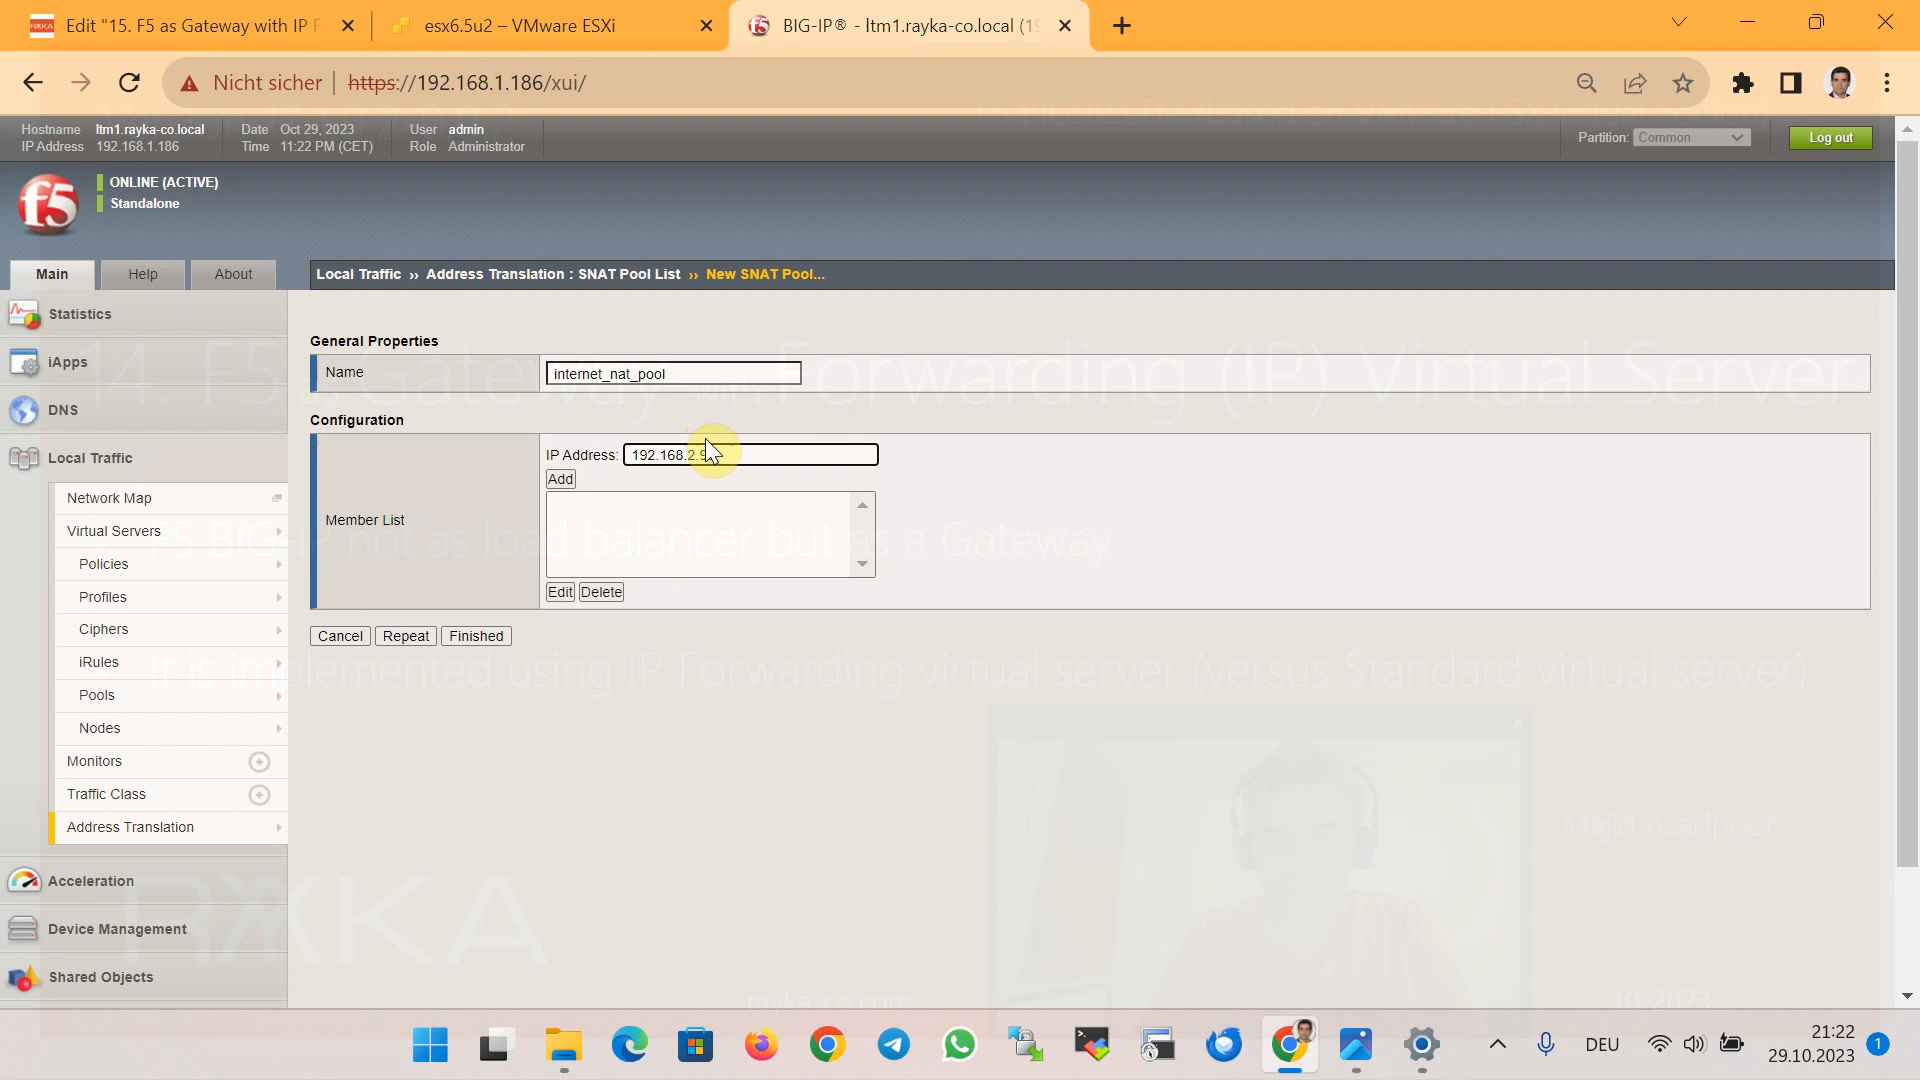 Edit "15. F5 as Gateway with IP F
esx6.5u2 – VMware ESXi
BIG-IP® - ltm1.rayka-co.local (19
Nicht sicher
https://192.168.1.186/xui/
Hostname ltm1.rayka-co.local
IP Address 192.168.1.186
Date Oct 29, 2023
Time 11:22 PM (CET)
User admin
Role Administrator
Partition: Common
Log out
f5
ONLINE (ACTIVE)
Standalone
Main
Help
About
Local Traffic ›› Address Translation : SNAT Pool List ›› New SNAT Pool...
Statistics
iApps
DNS
Local Traffic
Network Map
Virtual Servers
Policies
Profiles
Ciphers
iRules
Pools
Nodes
Monitors
Traffic Class
Address Translation
Acceleration
Device Management
Shared Objects
General Properties
Name
internet_nat_pool
Configuration
Member List
IP Address: 192.168.2.9
Add
Edit Delete
Cancel Repeat Finished
14. F5 as Gateway with Forwarding (IP) Virtual Server
F5 BIG-IP not as load balancer but as a Gateway
It is implemented using IP Forwarding virtual server (versus Standard virtual server)
Majid Asadpoor
RAYKA
rayka-co.com
10-2023
DEU
21:22
29.10.2023
1